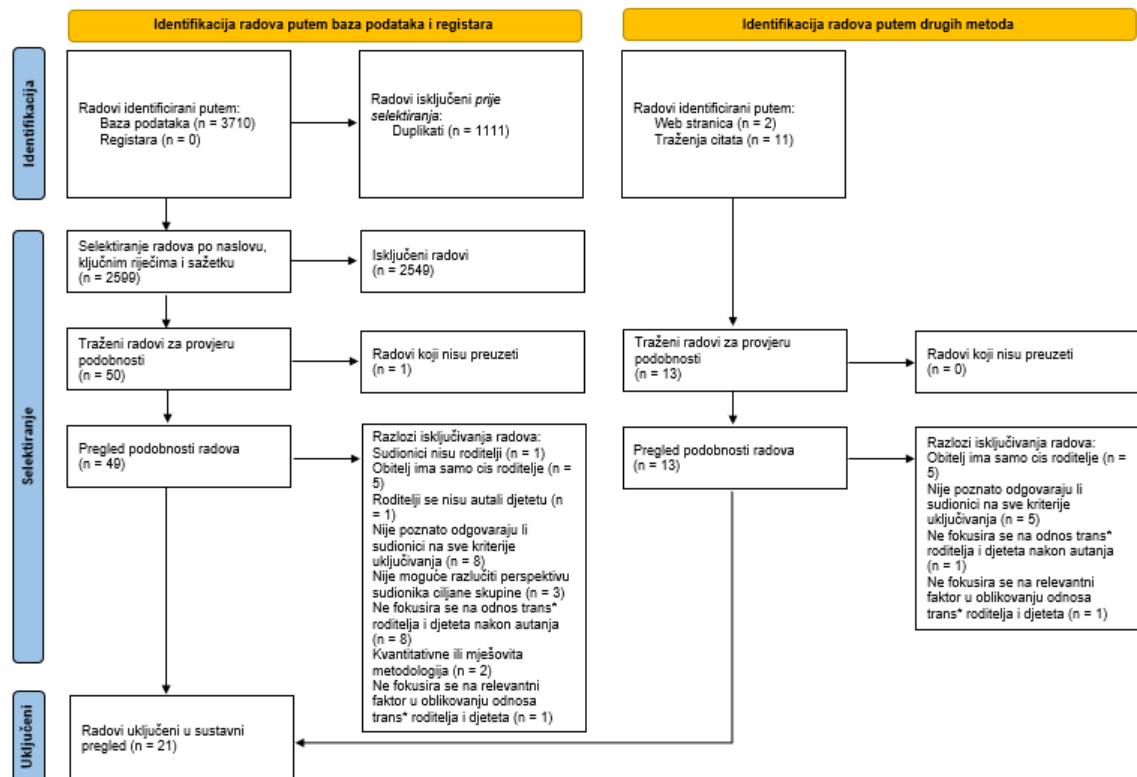 Identifikacija radova putem baza podataka i registara
Identifikacija radova putem drugih metoda
Identifikacija
Radovi identificirani putem:
Baza podataka (n = 3710)
Registara (n = 0)
Radovi isključeni prije
selektiranja:
Duplikati (n = 1111)
Radovi identificirani putem:
Web stranica (n = 2)
Traženja citata (n = 11)
Selektiranje
Selektiranje radova po naslovu,
ključnim riječima i sažetku
(n = 2599)
Isključeni radovi
(n = 2549)
Traženi radovi za provjeru
podobnosti
(n = 50)
Radovi koji nisu preuzeti
(n = 1)
Traženi radovi za provjeru
podobnosti
(n = 13)
Radovi koji nisu preuzeti
(n = 0)
Pregled podobnosti radova
(n = 49)
Razlozi isključivanja radova:
Sudionici nisu roditelji (n = 1)
Obitelj ima samo cis roditelje (n =
5)
Roditelji se nisu autali djetetu (n
= 1)
Nije poznato odgovaraju li
sudionici na sve kriterije
uključivanja (n = 8)
Nije moguće razlučiti perspektivu
sudionika ciljane skupine (n = 3)
Ne fokusira se na odnos trans*
roditelja i djeteta nakon autanja
(n = 8)
Kvantitativne ili mješovita
metodologija (n = 2)
Ne fokusira se na relevantni
faktor u oblikovanju odnosa
trans* roditelja i djeteta (n = 1)
Pregled podobnosti radova
(n = 13)
Razlozi isključivanja radova:
Obitelj ima samo cis roditelje (n =
5)
Nije poznato odgovaraju li
sudionici na sve kriterije
uključivanja (n = 5)
Ne fokusira se na odnos trans*
roditelja i djeteta nakon autanja
(n = 1)
Ne fokusira se na relevantni
faktor u oblikovanju odnosa
trans* roditelja i djeteta (n = 1)
Uključeni
Radovi uključeni u sustavni
pregled (n = 21)